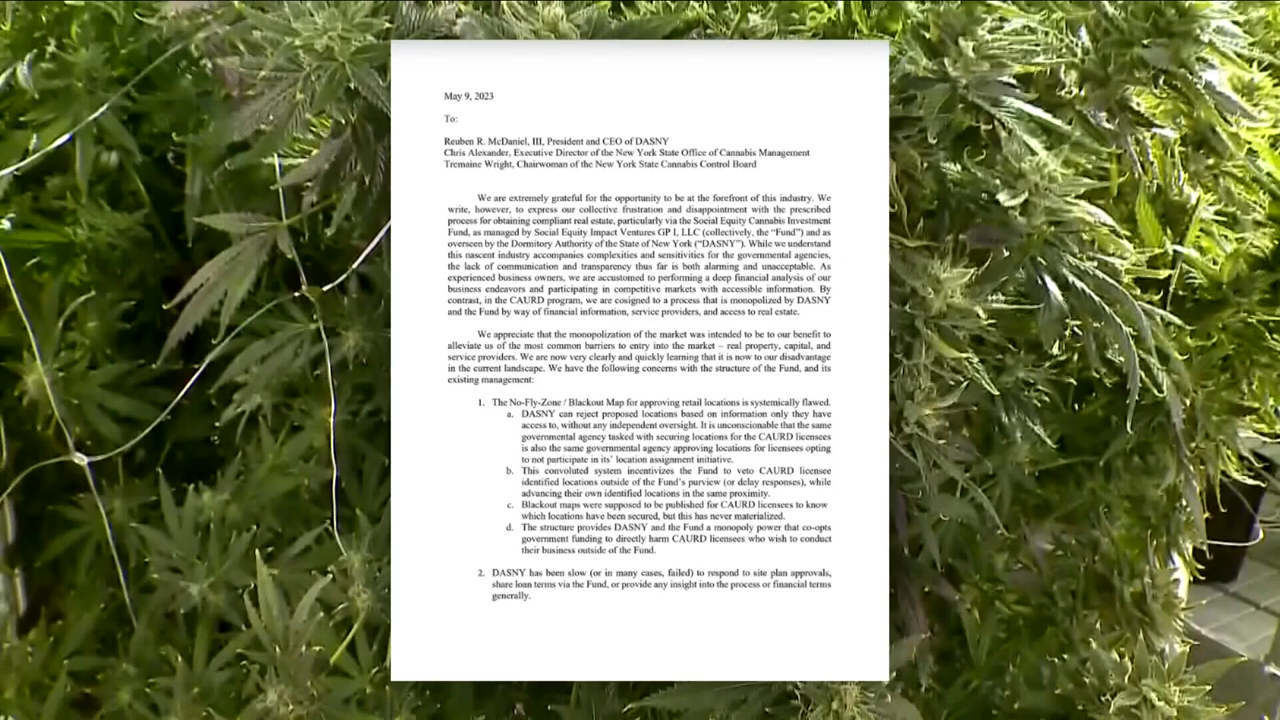 May 9, 2023
To:
Reuben R. McDaniel, III, President and CEO of DASNY
Chris Alexander, Executive Director of the New York State Office of Cannabis Management
Tremaine Wright, Chairwoman of the New York State Cannabis Control Board
We are extremely grateful for the opportunity to be at the forefront of this industry. We
write, however, to express our collective frustration and disappointment with the prescribed
process for obtaining compliant real estate, particularly via the Social Equity Cannabis Investment
Fund, as managed by Social Equity Impact Ventures GP I, LLC (collectively, the “Fund”) and as
overseen by the Dormitory Authority of the State of New York (“DASNY”). While we understand
this nascent industry accompanies complexities and sensitivities for the governmental agencies,
the lack of communication and transparency thus far is both alarming and unacceptable. As
experienced business owners, we are accustomed to performing a deep financial analysis of our
business endeavors and participating in competitive markets with accessible information. By
contrast, in the CAURD program, we are cosigned to a process that is monopolized by DASNY
and the Fund by way of financial information, service providers, and access to real estate.
We appreciate that the monopolization of the market was intended to be to our benefit to
alleviate us of the most common barriers to entry into the market – real property, capital, and
service providers. We are now very clearly and quickly learning that it is now to our disadvantage
in the current landscape. We have the following concerns with the structure of the Fund, and its
existing management:
1. The No-Fly-Zone / Blackout Map for approving retail locations is systemically flawed.
a. DASNY can reject proposed locations based on information only they have
access to, without any independent oversight. It is unconscionable that the same
governmental agency tasked with securing locations for the CAURD licensees
is also the same governmental agency approving locations for licensees opting
to not participate in its’ location assignment initiative.
b. This convoluted system incentivizes the Fund to veto CAURD licensee
identified locations outside of the Fund’s purview (or delay responses), while
advancing their own identified locations in the same proximity.
c. Blackout maps were supposed to be published for CAURD licensees to know
which locations have been secured, but this has never materialized.
d. The structure provides DASNY and the Fund a monopoly power that co-opts
government funding to directly harm CAURD licensees who wish to conduct
their business outside of the Fund.
2. DASNY has been slow (or in many cases, failed) to respond to site plan approvals,
share loan terms via the Fund, or provide any insight into the process or financial terms
generally.